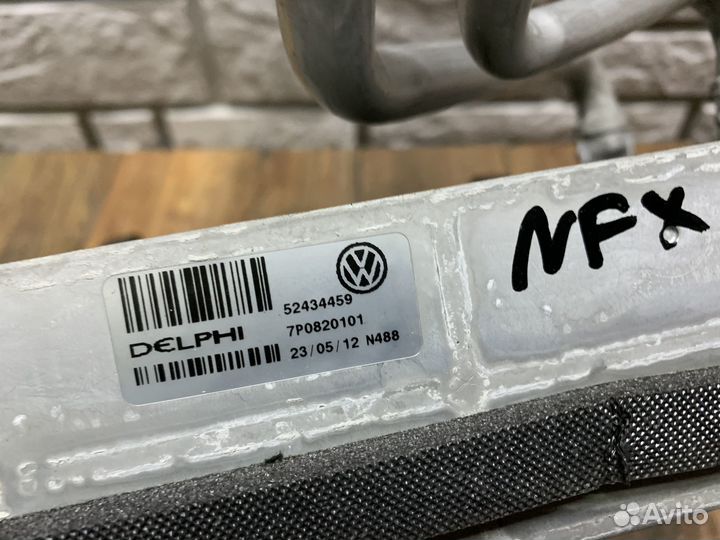 NFX
52434459
DELPHI
7P0820101
23/05/12 N488
Avito